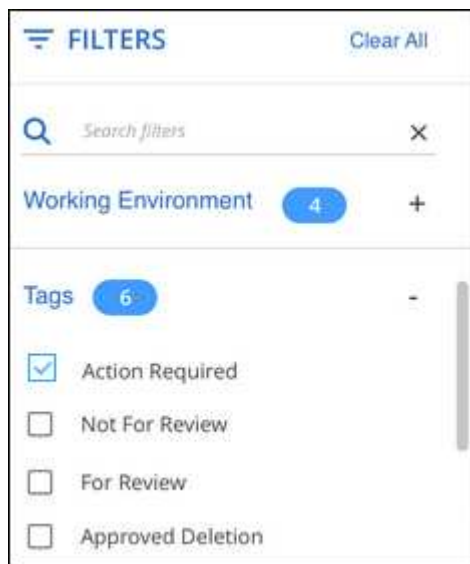 FILTERS Clear All
Search filters
Working Environment 4 +
Tags 6 -
Action Required
Not For Review
For Review
Approved Deletion